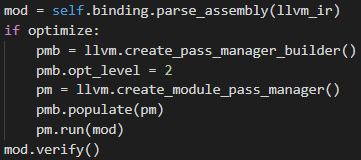 mod = self.binding.parse_assembly(llvm_ir)
if optimize:
    pmb = llvm.create_pass_manager_builder()
    pmb.opt_level = 2
    pm = llvm.create_module_pass_manager()
    pmb.populate(pm)
    pm.run(mod)
mod.verify()